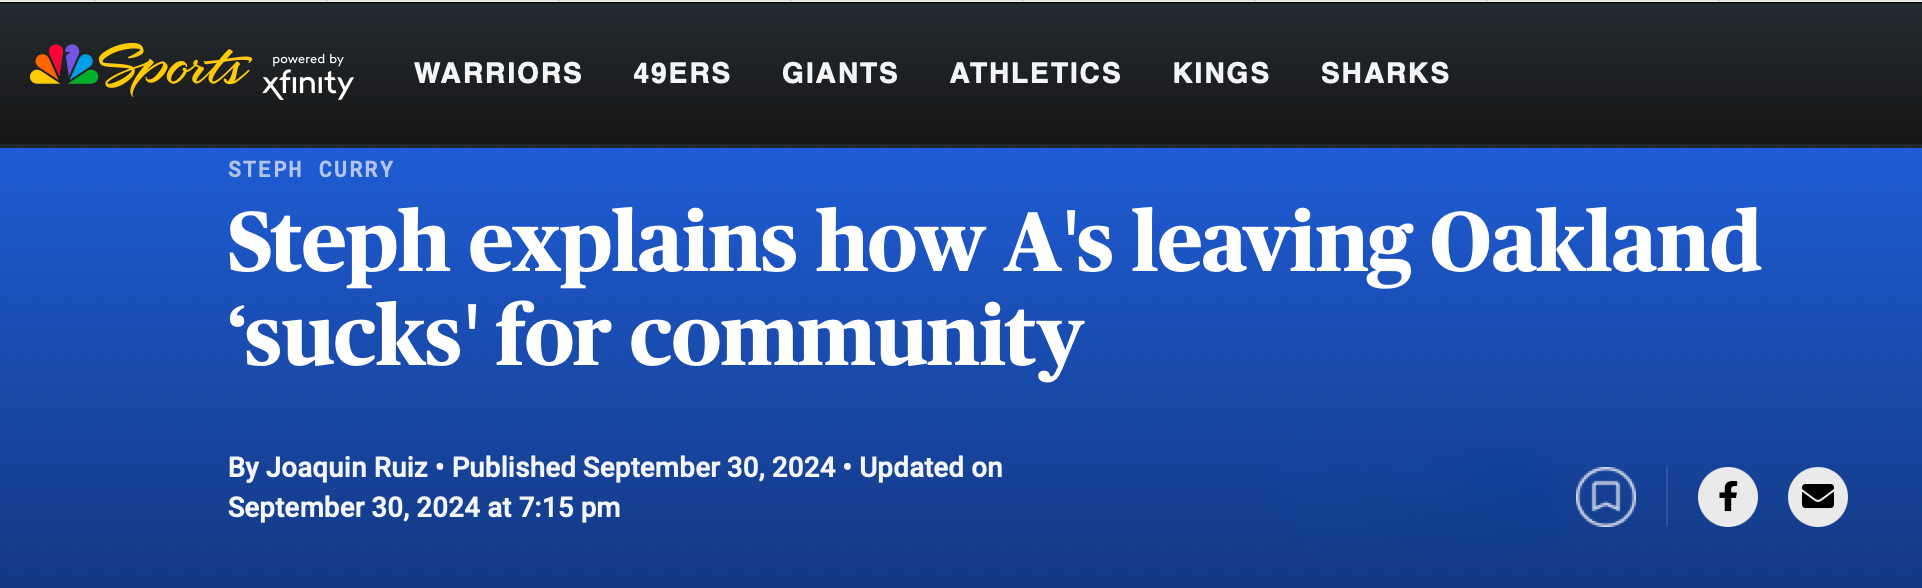 Sports powered by xfinity WARRIORS 49ERS GIANTS ATHLETICS KINGS SHARKS
STEPH CURRY
Steph explains how A's leaving Oakland
‘sucks' for community
By Joaquin Ruiz • Published September 30, 2024 • Updated on
September 30, 2024 at 7:15 pm